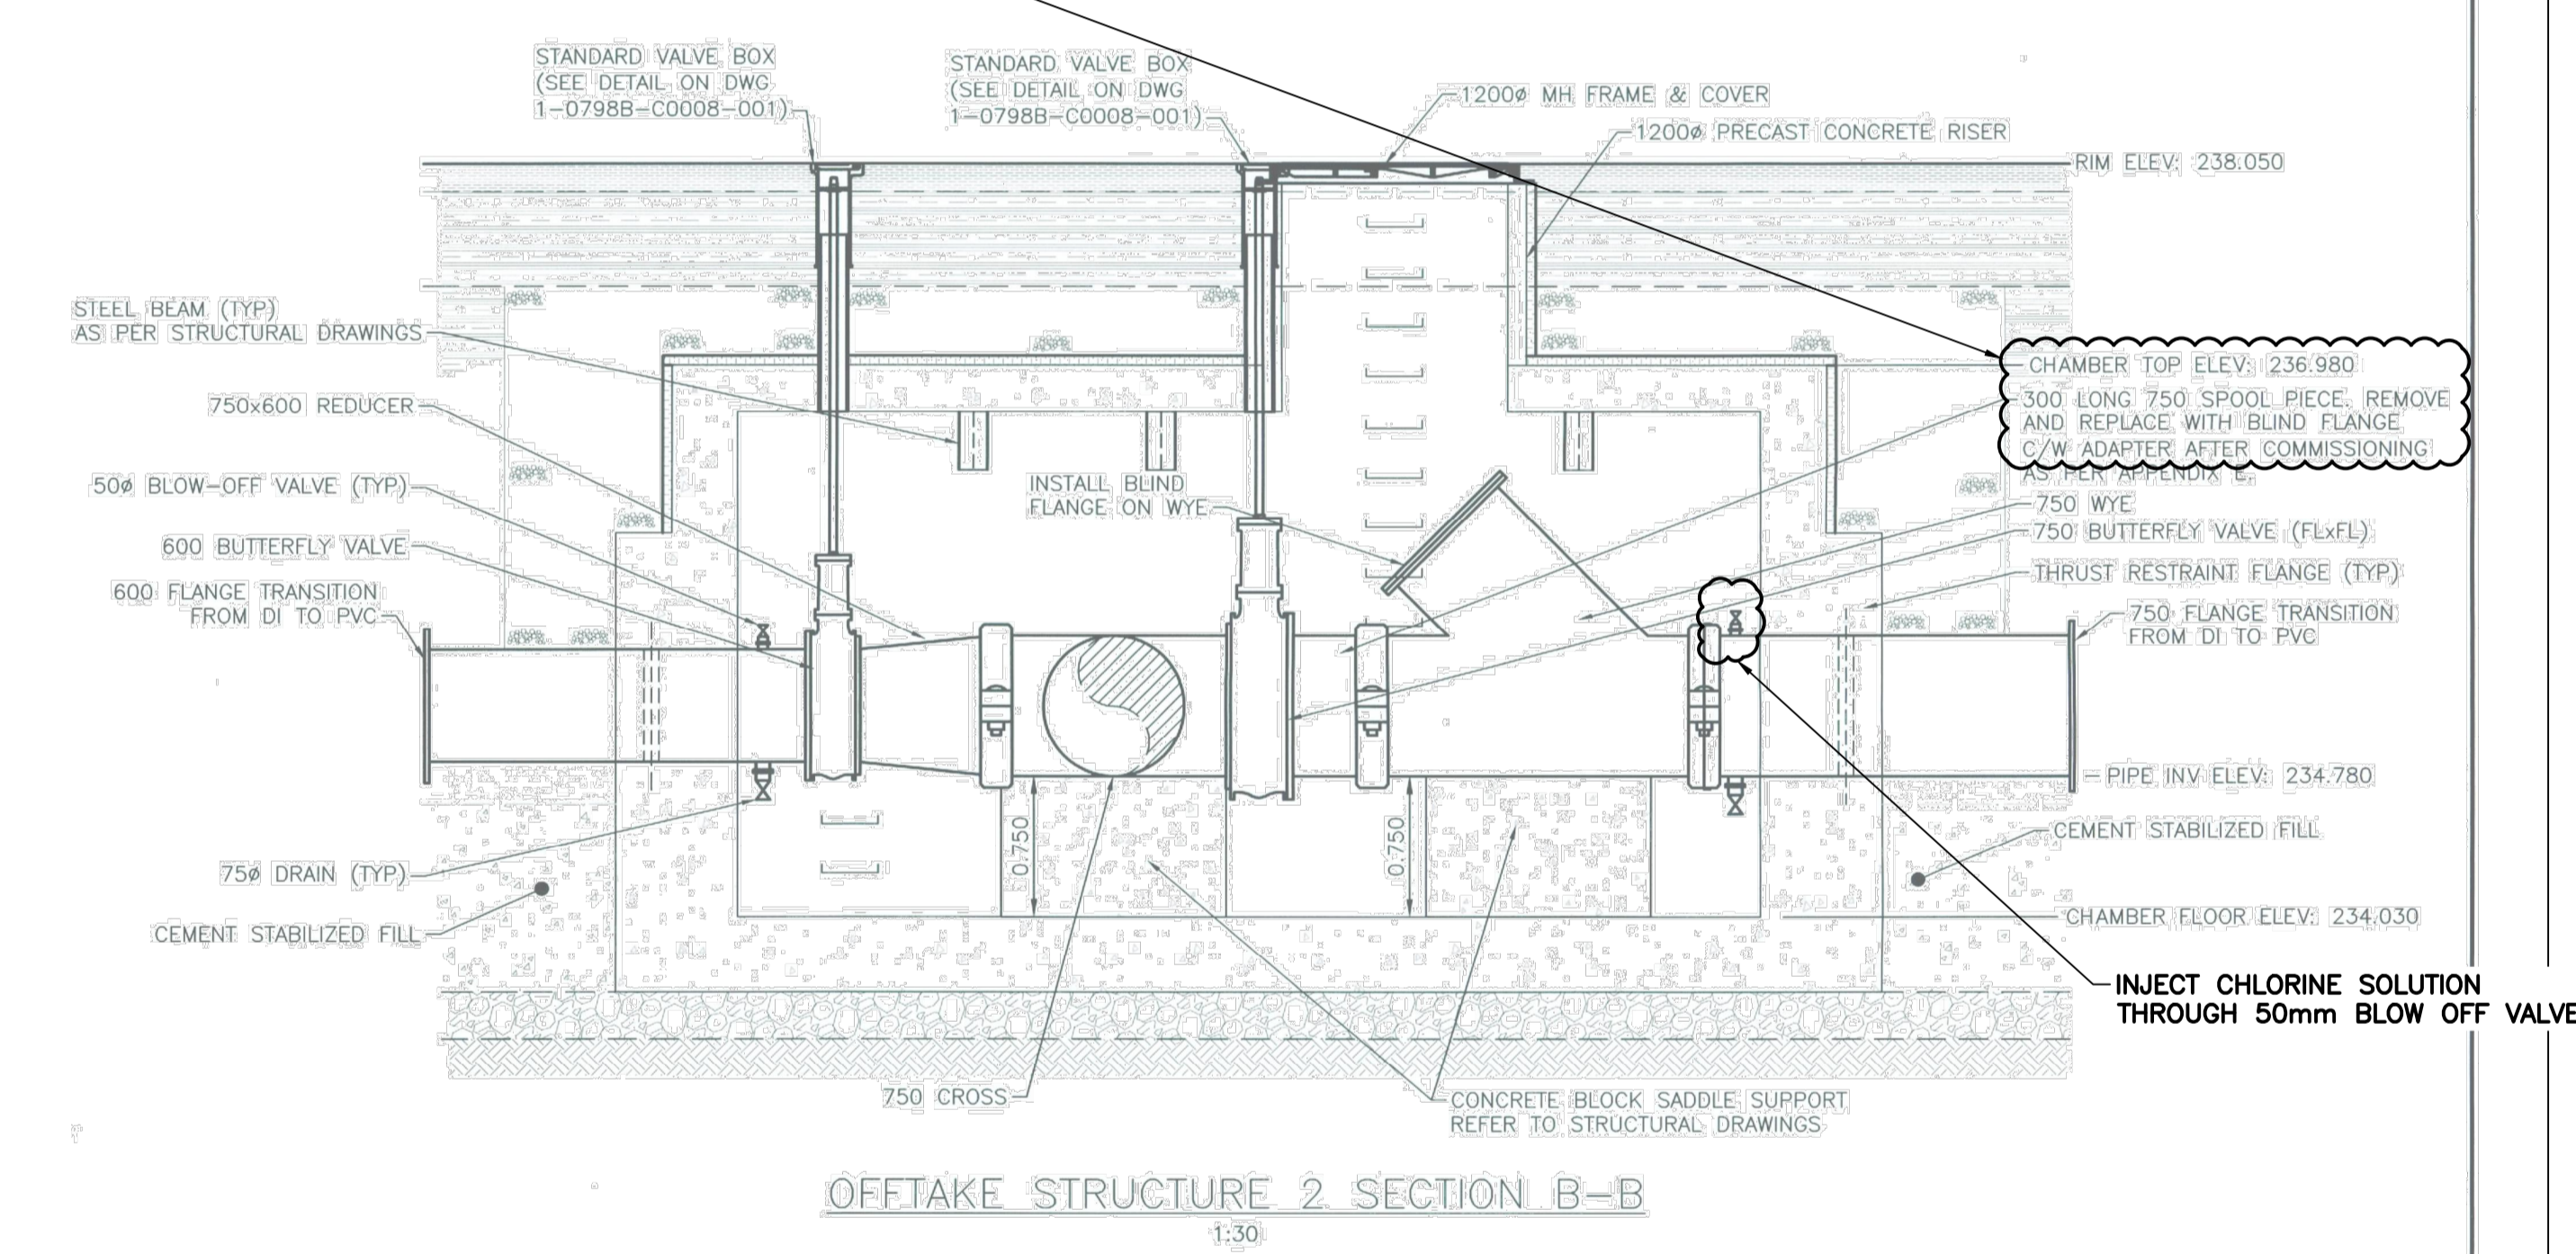 STANDARD VALVE BOX
(SEE DETAIL ON DWG
1-0798B-C0008-001)
STANDARD VALVE BOX
(SEE DETAIL ON DWG
1-0798B-C0008-001)
1200ø MH FRAME & COVER
1200ø PRECAST CONCRETE RISER
RIM ELEV: 238.050
STEEL BEAM (TYP)
AS PER STRUCTURAL DRAWINGS
750x600 REDUCER
50ø BLOW-OFF VALVE (TYP)
600 BUTTERFLY VALVE
600 FLANGE TRANSITION
FROM DI TO PVC
75ø DRAIN (TYP)
CEMENT STABILIZED FILL
INSTALL BLIND
FLANGE ON WYE
CHAMBER TOP ELEV: 236.980
300 LONG 750 SPOOL PIECE. REMOVE
AND REPLACE WITH BLIND FLANGE
C/W ADAPTER AFTER COMMISSIONING
AS PER APPENDIX E.
750 WYE
750 BUTTERFLY VALVE (FLxFL)
THRUST RESTRAINT FLANGE (TYP)
750 FLANGE TRANSITION
FROM DI TO PVC
PIPE INV ELEV: 234.780
CEMENT STABILIZED FILL
CHAMBER FLOOR ELEV: 234.030
INJECT CHLORINE SOLUTION
THROUGH 50mm BLOW OFF VALVE
0.750
0.750
750 CROSS
CONCRETE BLOCK SADDLE SUPPORT
REFER TO STRUCTURAL DRAWINGS
OFFTAKE STRUCTURE 2 SECTION B-B
1:30